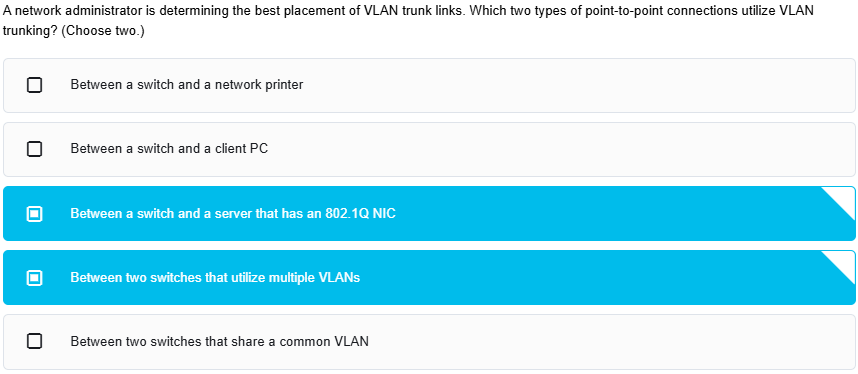 A network administrator is determining the best placement of VLAN trunk links. Which two types of point-to-point connections utilize VLAN
trunking? (Choose two.)
Between a switch and a network printer
Between a switch and a client PC
Between a switch and a server that has an 802.1Q NIC
Between two switches that utilize multiple VLANs
Between two switches that share a common VLAN